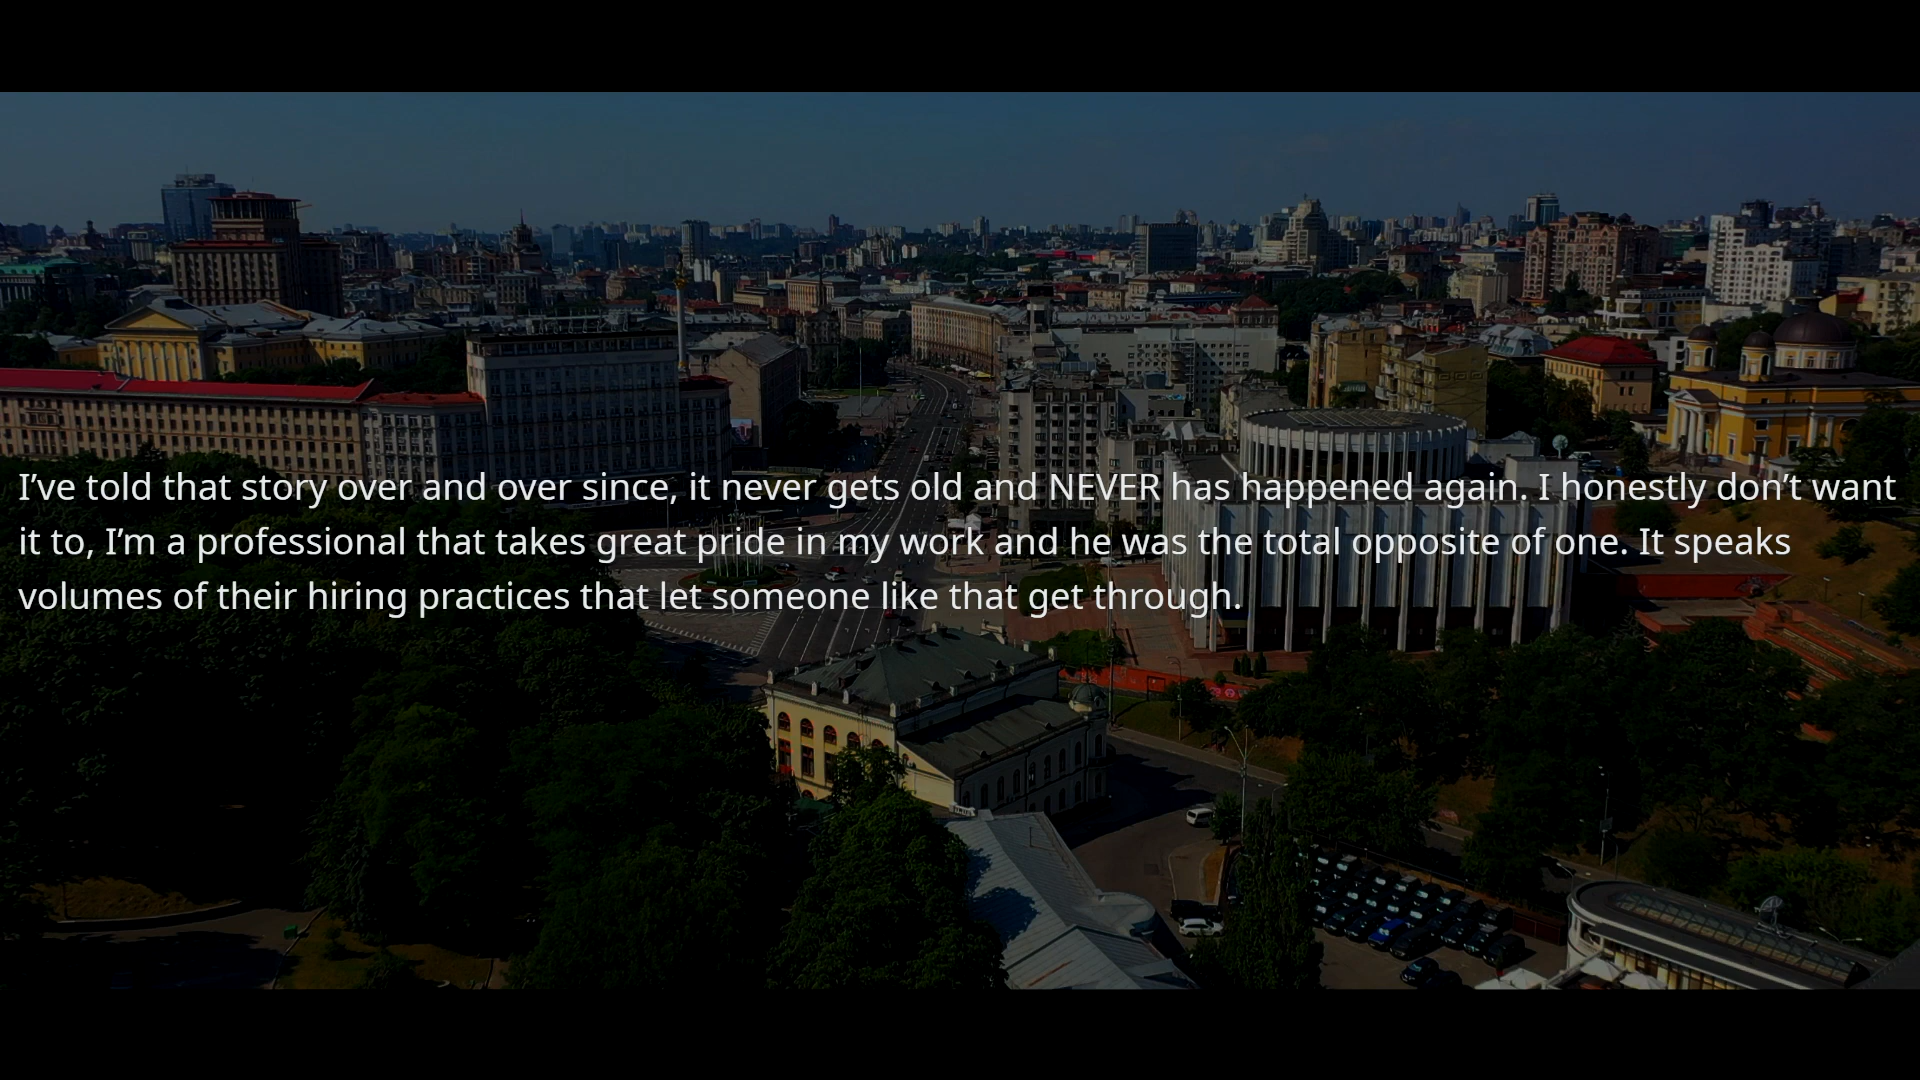 I’ve told that story over and over since, it never gets old and NEVER has happened again. I honestly don’t want
it to, I’m a professional that takes great pride in my work and he was the total opposite of one. It speaks
volumes of their hiring practices that let someone like that get through.